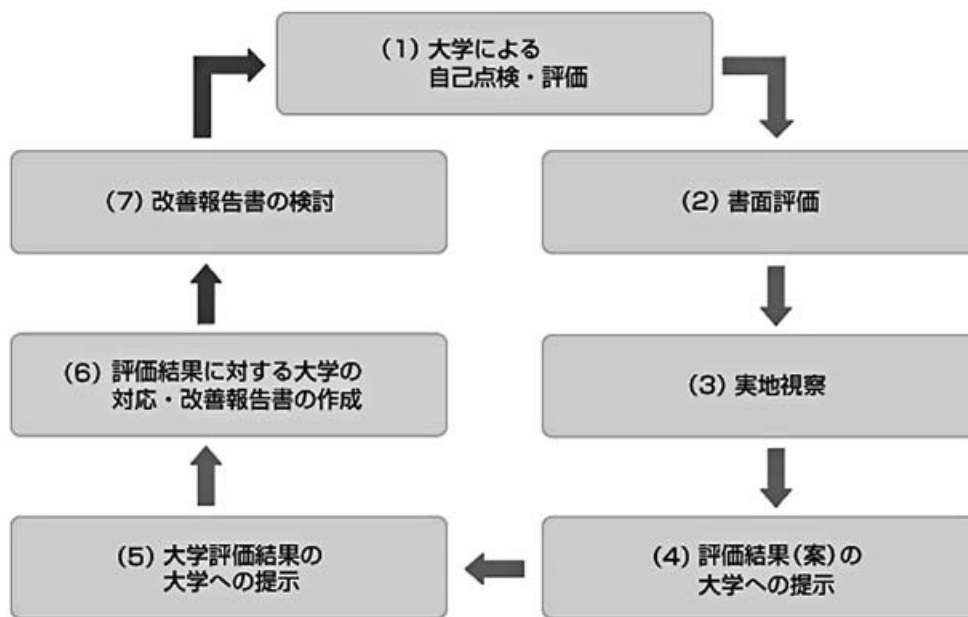 (1) 大学による
自己点検・評価
(2) 書面評価
(3) 実地視察
(4) 評価結果(案)の
大学への提示
(5) 大学評価結果の
大学への提示
(6) 評価結果に対する大学の
対応・改善報告書の作成
(7) 改善報告書の検討